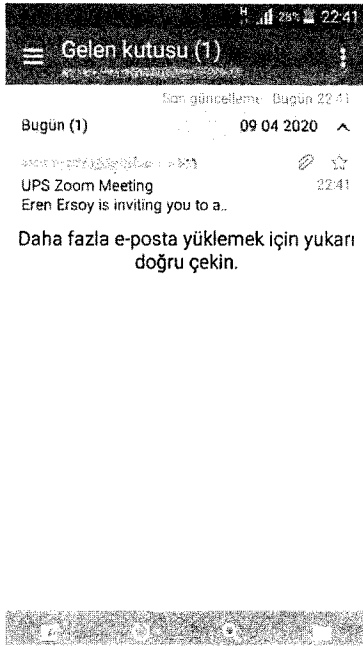 H 28% 22:41
Gelen kutusu (1)
Son güncelleme: Bugün 22:41
Bugün (1) 09 04 2020
UPS Zoom Meeting 22:41
Eren Ersoy is inviting you to a..
Daha fazla e-posta yüklemek için yukarı
doğru çekin.